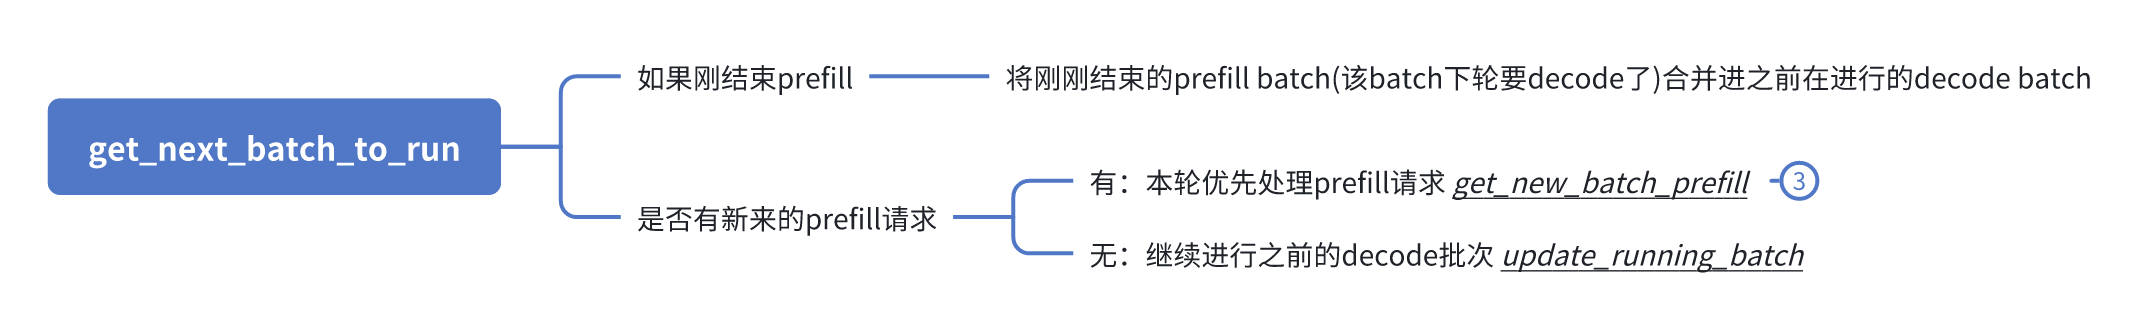 get_next_batch_to_run
如果刚结束prefill
将刚刚结束的prefill batch(该batch下轮要decode了)合并进之前在进行的decode batch
是否有新来的prefill请求
有：本轮优先处理prefill请求 get_new_batch_prefill
3
无：继续进行之前的decode批次 update_running_batch